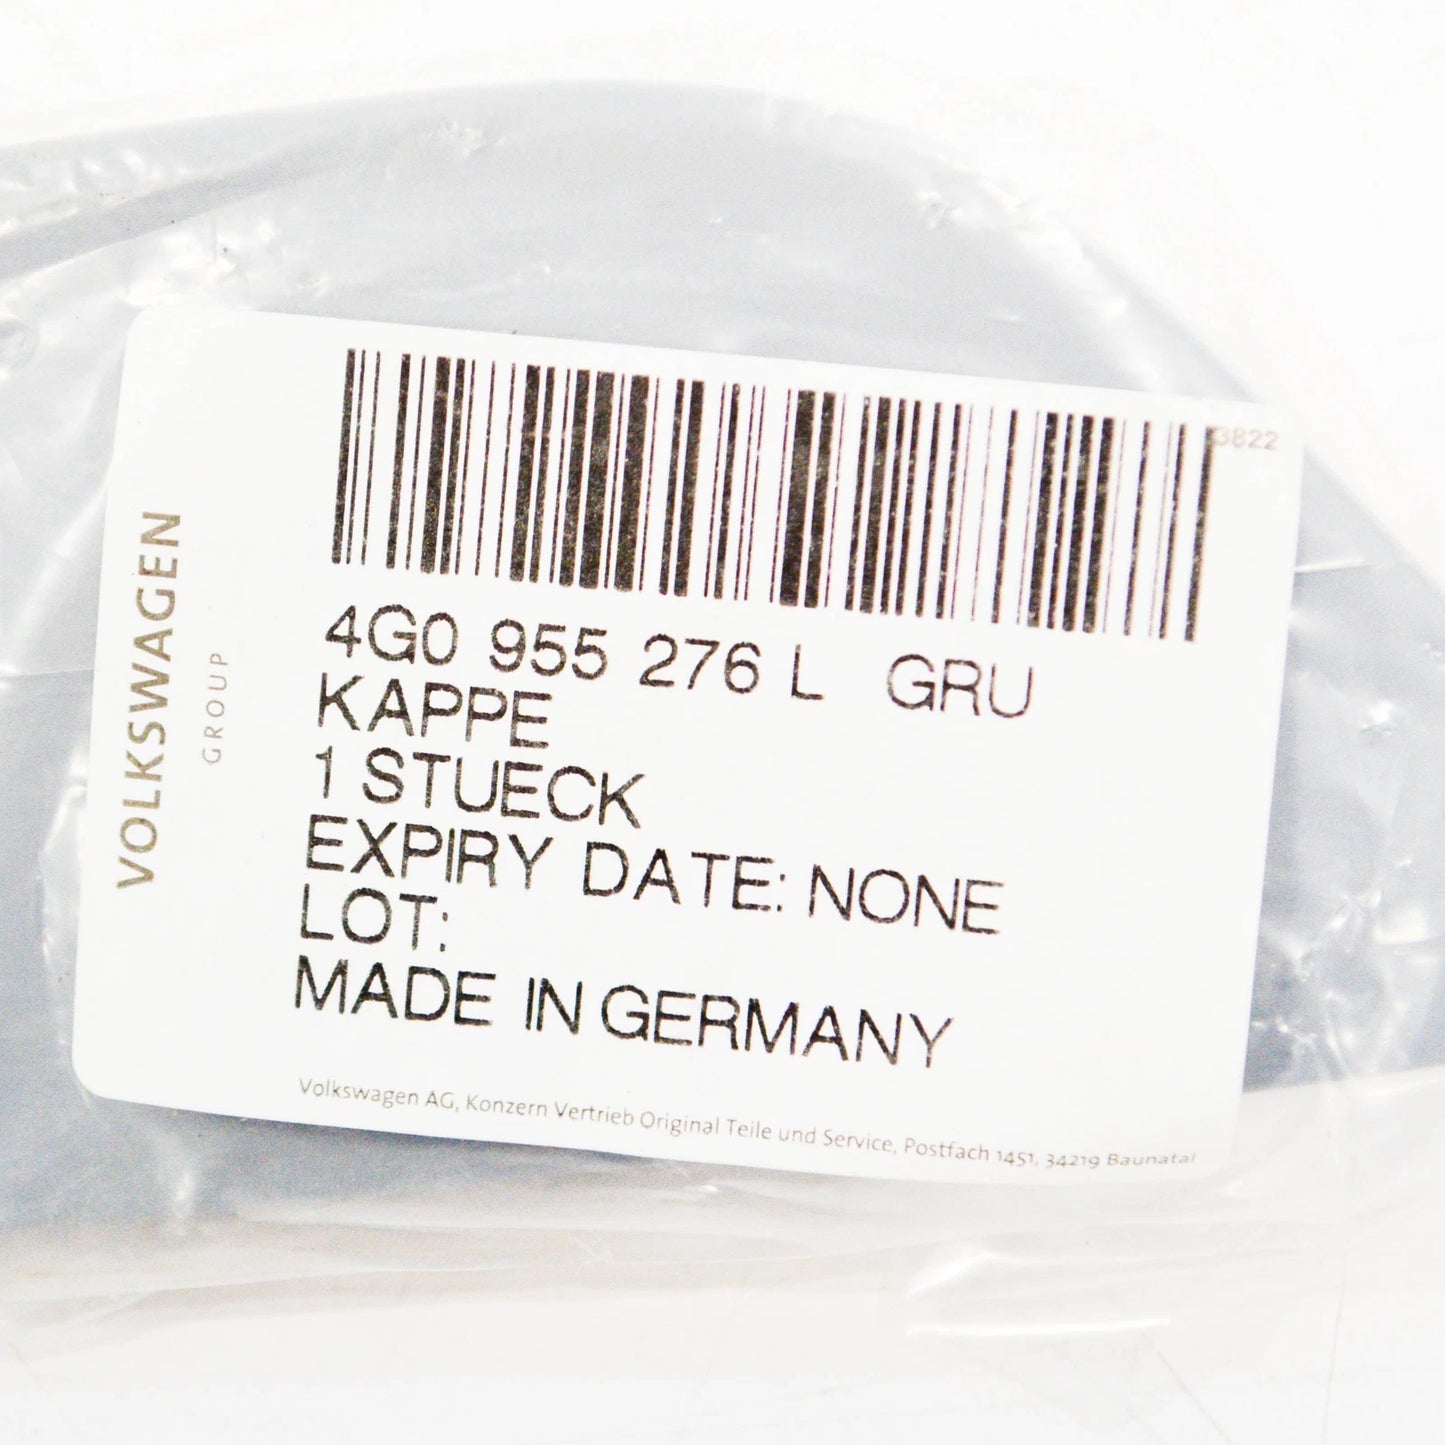 3822
VOLKSWAGEN
GROUP
4G0 955 276 L GRU
KAPPE
1 STUECK
EXPIRY DATE: NONE
LOT:
MADE IN GERMANY
Volkswagen AG, Konzern Vertrieb Original Teile und Service, Postfach 1451, 34219 Baunatal